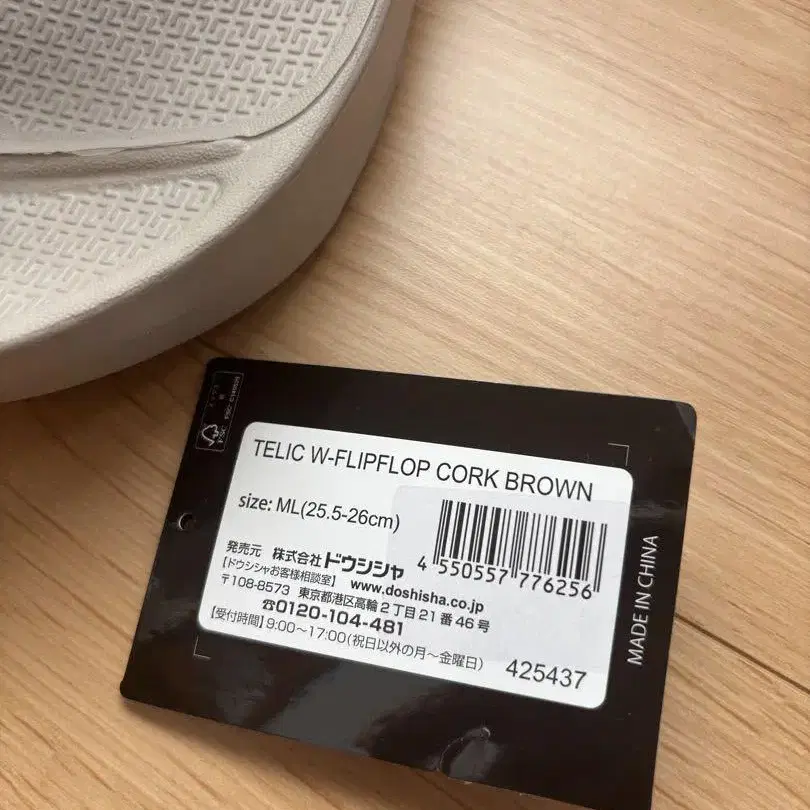 TELIC W-FLIPFLOP CORK BROWN
size: ML(25.5-26cm)
4 550557 776256
発売元 株式会社ドウシシャ
【ドウシシャお客様相談室】 www.doshisha.co.jp
〒108-8573 東京都港区高輪2丁目21番46号
☎0120-104-481
【受付時間】9:00～17:00(祝日以外の月～金曜日)
425437
MADE IN CHINA